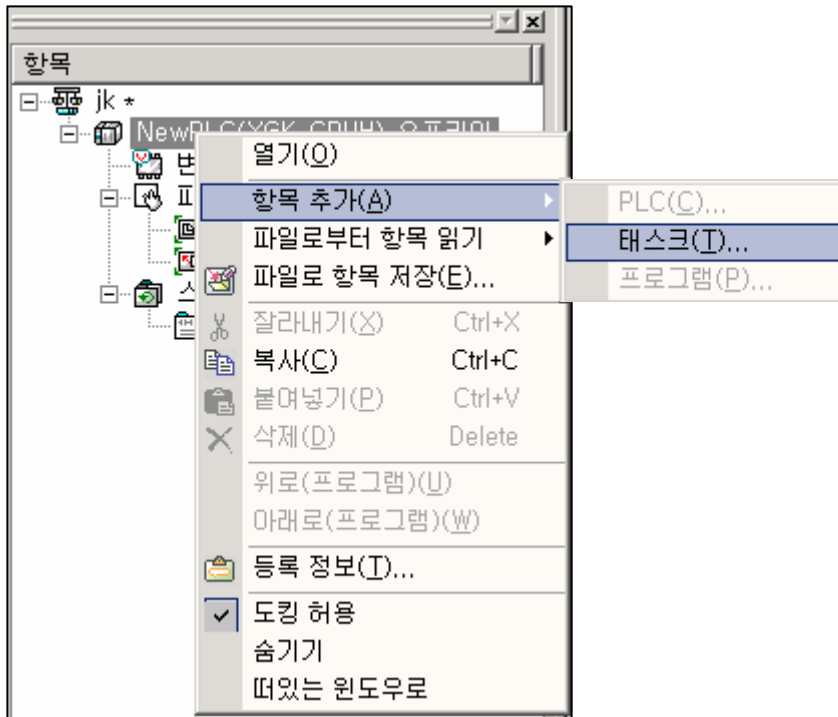 항목
jk *
NewPLC(XGK-CPUH)-오프라인
열기(O)
항목 추가(A)
PLC(C)...
파일로부터 항목 읽기
태스크(T)...
파일로 항목 저장(E)...
프로그램(P)...
잘라내기(X) Ctrl+X
복사(C) Ctrl+C
붙여넣기(P) Ctrl+V
삭제(D) Delete
위로(프로그램)(U)
아래로(프로그램)(W)
등록 정보(T)...
도킹 허용
숨기기
떠있는 윈도우로